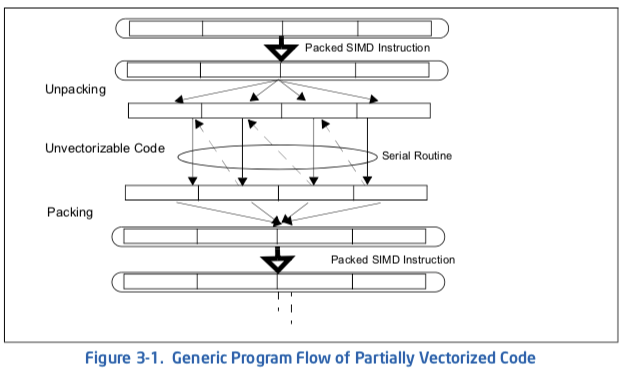 Packed SIMD Instruction
Unpacking
Unvectorizable Code
Serial Routine
Packing
Packed SIMD Instruction
Figure 3-1. Generic Program Flow of Partially Vectorized Code